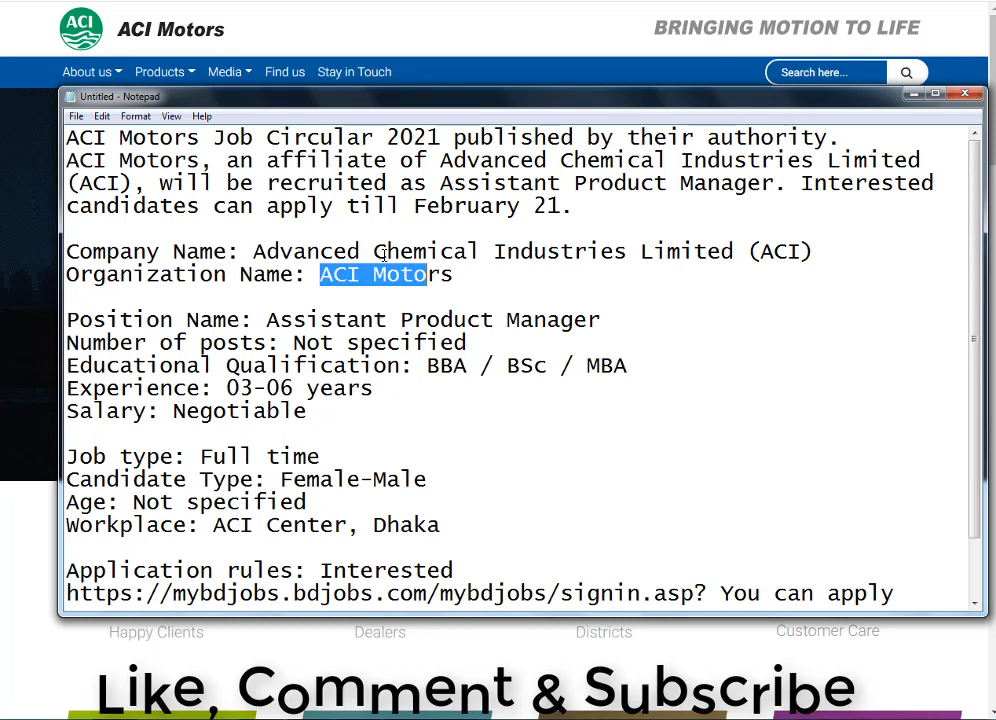 ACI
ACI Motors
BRINGING MOTION TO LIFE
About us Products Media Find us Stay in Touch
Search here...
Untitled - Notepad
File Edit Format View Help
ACI Motors Job Circular 2021 published by their authority.
ACI Motors, an affiliate of Advanced Chemical Industries Limited
(ACI), will be recruited as Assistant Product Manager. Interested
candidates can apply till February 21.
Company Name: Advanced Chemical Industries Limited (ACI)
Organization Name: ACI Motors
Position Name: Assistant Product Manager
Number of posts: Not specified
Educational Qualification: BBA / BSc / MBA
Experience: 03-06 years
Salary: Negotiable
Job type: Full time
Candidate Type: Female-Male
Age: Not specified
Workplace: ACI Center, Dhaka
Application rules: Interested
https://mybdjobs.bdjobs.com/mybdjobs/signin.asp? You can apply
Happy Clients Dealers Districts Customer Care
Like, Comment & Subscribe